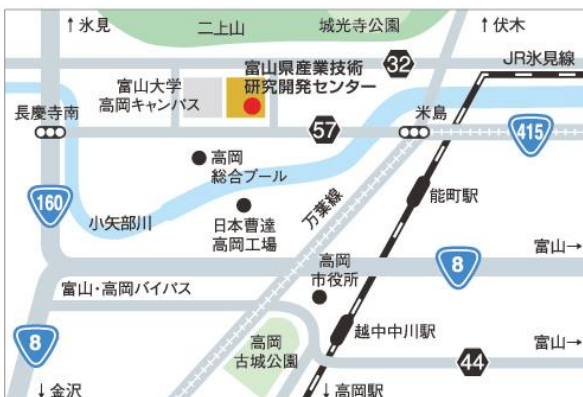 ↑氷見
二上山
城光寺公園
↑伏木
JR氷見線
32
富山県産業技術
研究開発センター
富山大学
高岡キャンパス
長慶寺南
57
米島
415
高岡
総合プール
160
小矢部川
日本曹達
高岡工場
万葉線
能町駅
富山→
8
高岡
市役所
富山・高岡バイパス
8
高岡
古城公園
越中中川駅
富山→
44
↓金沢
↓高岡駅